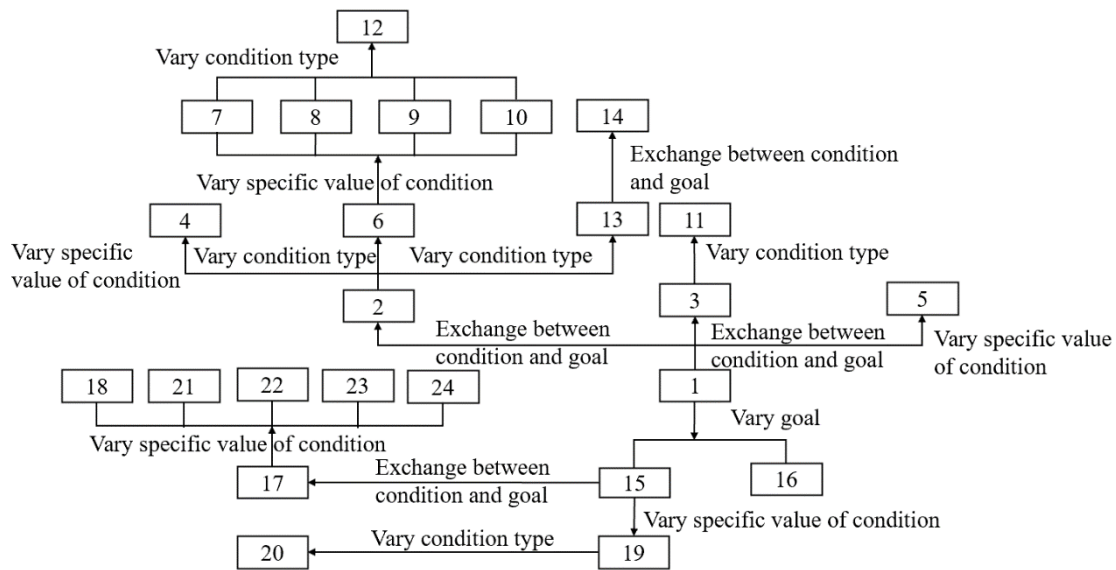 12
Vary condition type
7 8 9 10
14
Exchange between condition
and goal
Vary specific value of condition
4 6 13 11
Vary specific
value of condition
Vary condition type
Vary condition type
Vary condition type
2 3 5
Exchange between
condition and goal
Exchange between
condition and goal
Vary specific value
of condition
18 21 22 23 24
1
Vary goal
Vary specific value of condition
17
Exchange between
condition and goal
15 16
Vary specific value of condition
20
Vary condition type
19